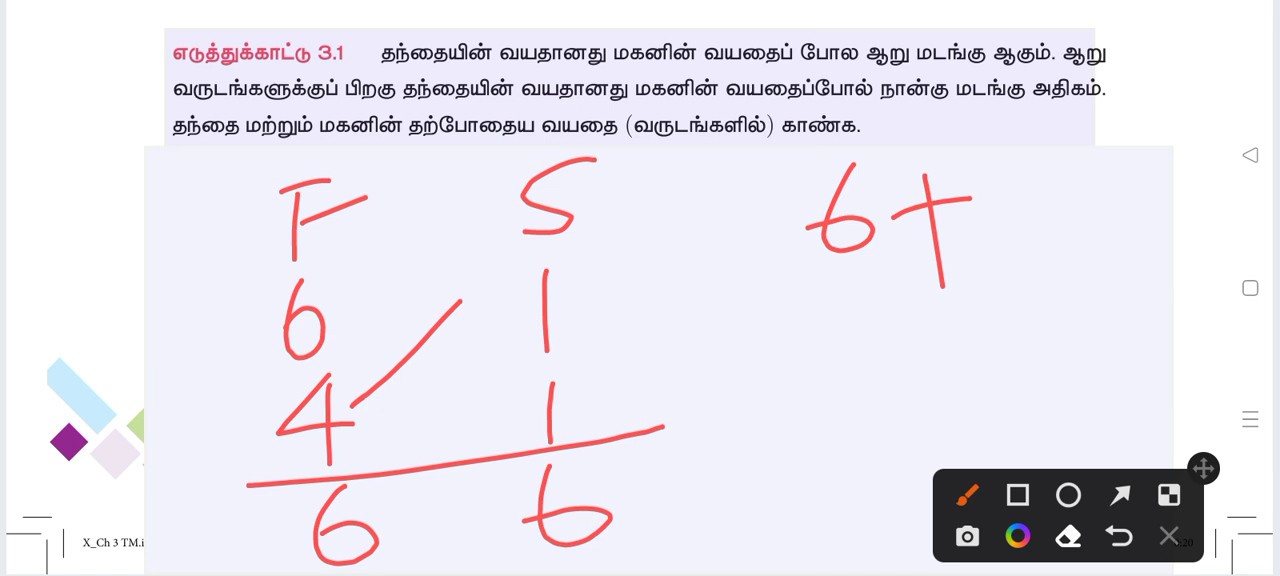 எடுத்துக்காட்டு 3.1 தந்தையின் வயதானது மகனின் வயதைப் போல ஆறு மடங்கு ஆகும். ஆறு
வருடங்களுக்குப் பிறகு தந்தையின் வயதானது மகனின் வயதைப்போல் நான்கு மடங்கு அதிகம்.
தந்தை மற்றும் மகனின் தற்போதைய வயதை (வருடங்களில்) காண்க.
F S 6+
6 1
4 1
6 6
X_Ch 3 TM.i